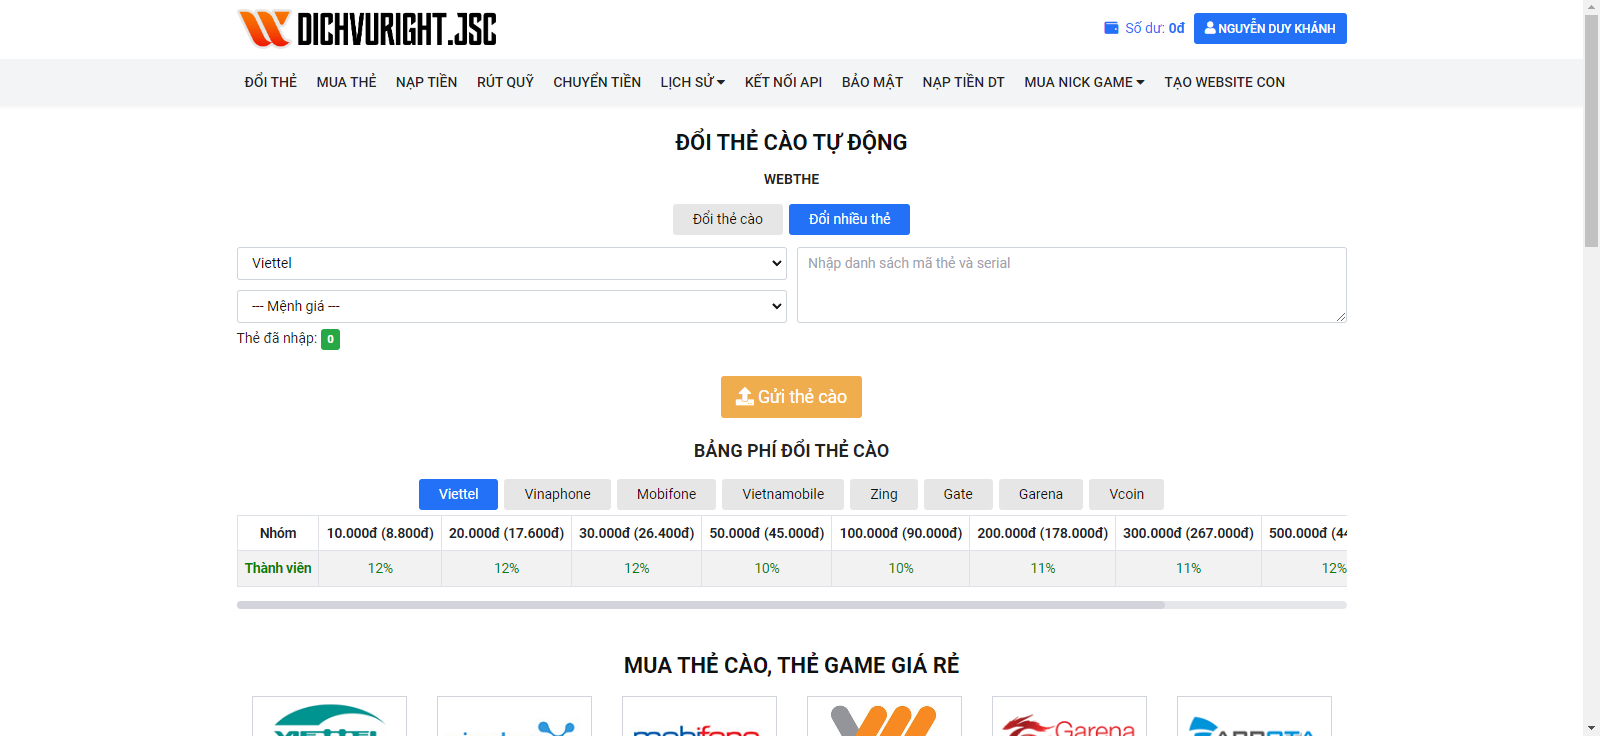 DICHVURIGHT.JSC
Số dư: 0đ
NGUYỄN DUY KHÁNH
ĐỔI THẺ MUA THẺ NẠP TIỀN RÚT QUỸ CHUYỂN TIỀN LỊCH SỬ KẾT NỐI API BẢO MẬT NẠP TIỀN DT MUA NICK GAME TẠO WEBSITE CON
ĐỔI THẺ CÀO TỰ ĐỘNG
WEBTHE
Đổi thẻ cào Đổi nhiều thẻ
Viettel
Nhập danh sách mã thẻ và serial
--- Mệnh giá ---
Thẻ đã nhập: 0
Gửi thẻ cào
BẢNG PHÍ ĐỔI THẺ CÀO
Viettel Vinaphone Mobifone Vietnamobile Zing Gate Garena Vcoin
Nhóm 10.000đ (8.800đ) 20.000đ (17.600đ) 30.000đ (26.400đ) 50.000đ (45.000đ) 100.000đ (90.000đ) 200.000đ (178.000đ) 300.000đ (267.000đ) 500.000đ (44
Thành viên 12% 12% 12% 10% 10% 11% 11% 12%
MUA THẺ CÀO, THẺ GAME GIÁ RẺ
VIETTEL mobifone Garena